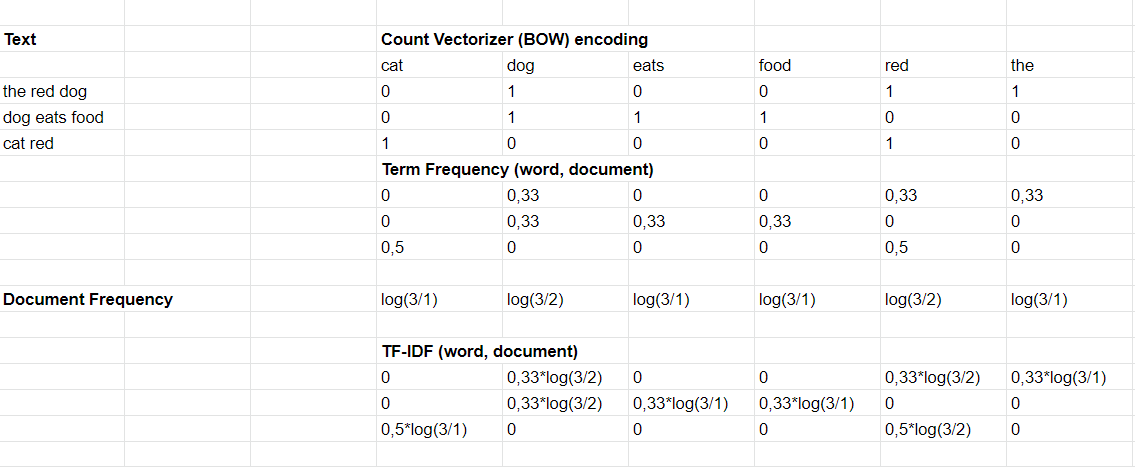 Text Count Vectorizer (BOW) encoding
cat dog eats food red the
the red dog 0 1 0 0 1 1
dog eats food 0 1 1 1 0 0
cat red 1 0 0 0 1 0
Term Frequency (word, document)
0 0,33 0 0 0,33 0,33
0 0,33 0,33 0,33 0 0
0,5 0 0 0 0,5 0
Document Frequency log(3/1) log(3/2) log(3/1) log(3/1) log(3/2) log(3/1)
TF-IDF (word, document)
0 0,33*log(3/2) 0 0 0,33*log(3/2) 0,33*log(3/1)
0 0,33*log(3/2) 0,33*log(3/1) 0,33*log(3/1) 0 0
0,5*log(3/1) 0 0 0 0,5*log(3/2) 0